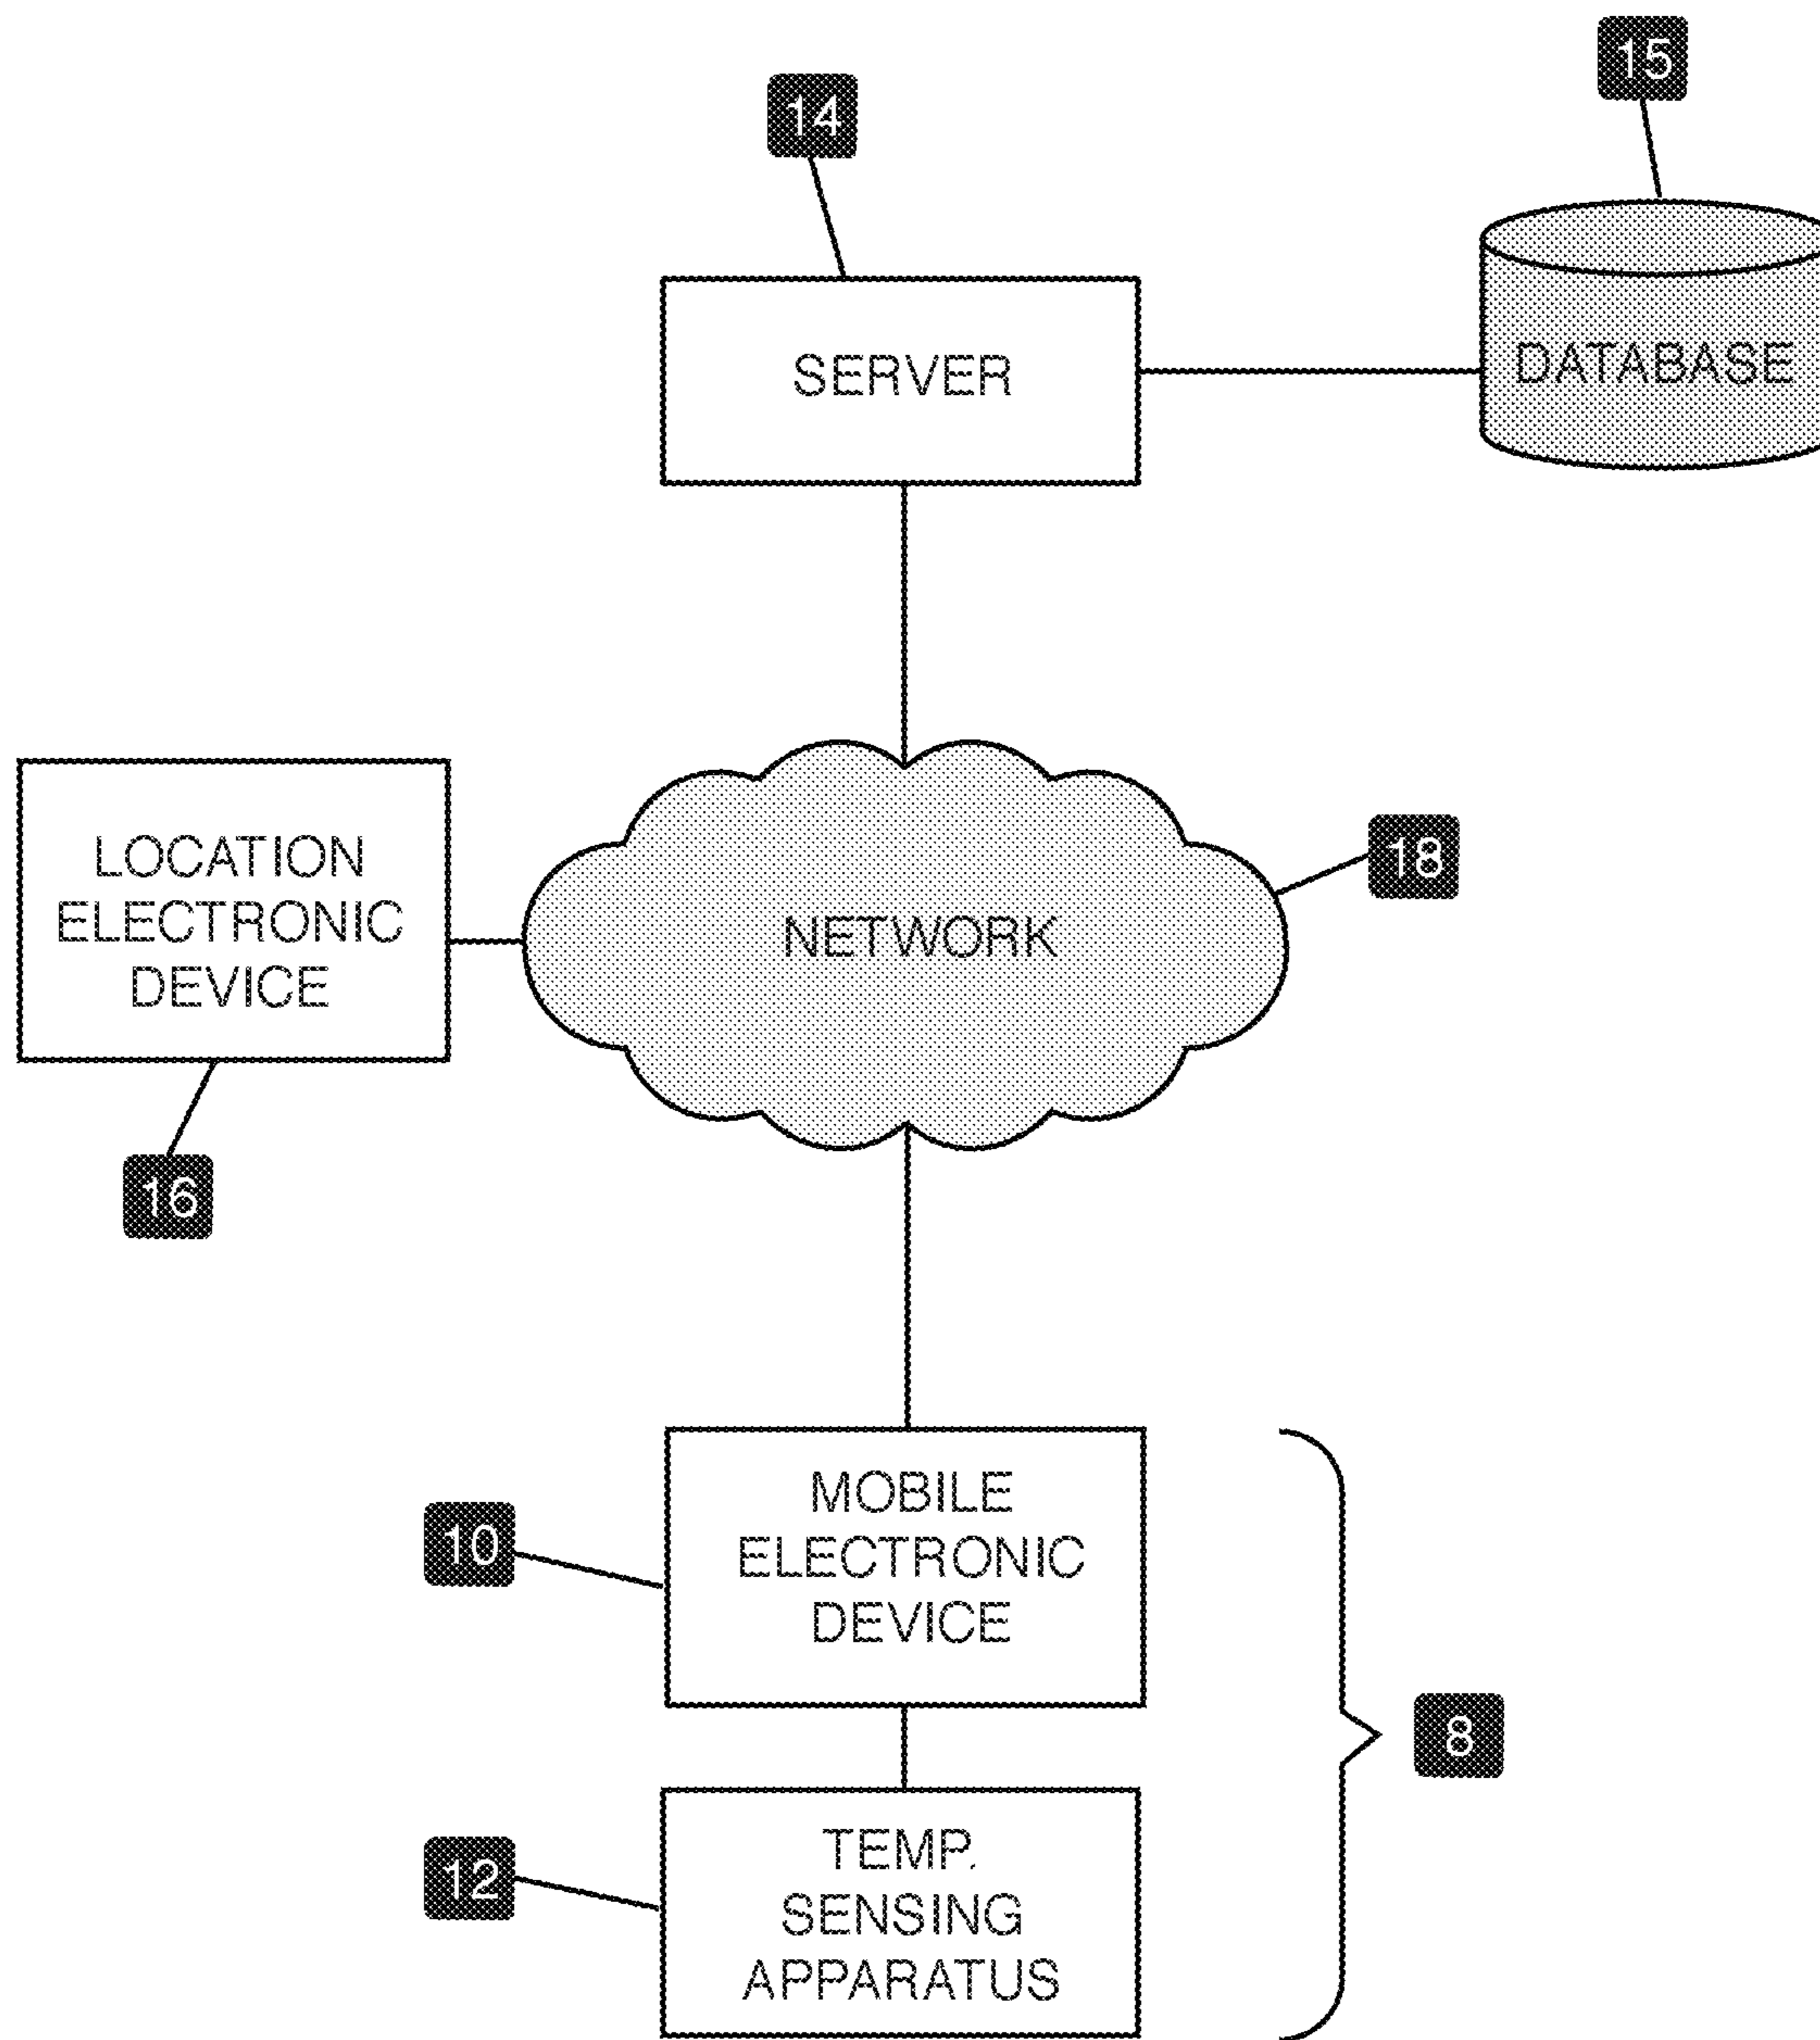 15
14
SERVER
DATABASE
LOCATION
ELECTRONIC
DEVICE
18
NETWORK
16
MOBILE
ELECTRONIC
DEVICE
10
8
TEMP.
SENSING
APPARATUS
12